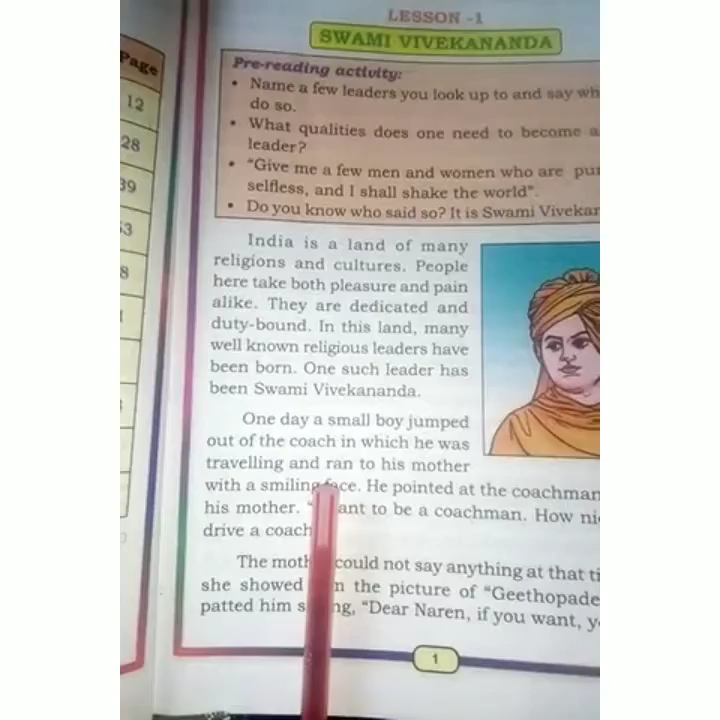 Page
12
28
39
3
8
LESSON -1
SWAMI VIVEKANANDA
Pre-reading activity:
• Name a few leaders you look up to and say
do so.
• What qualities does one need to become a
leader?
• "Give me a few men and women who are
selfless, and I shall shake the world".
• Do you know who said so? It is Swami
India is a land of many
religions and cultures. People
here take both pleasure and pain
alike. They are dedicated and
duty-bound. In this land, many
well known religious leaders have
been born. One such leader has
been Swami Vivekananda.
One day a small boy jumped
out of the coach in which he was
travelling and ran to his mother
with a smiling face. He pointed at the coachman
his mother. " ant to be a coachman. How
drive a coach
The could not say anything at that
she showed the picture of "Geethopade
patted him "Dear Naren, if you want,
1